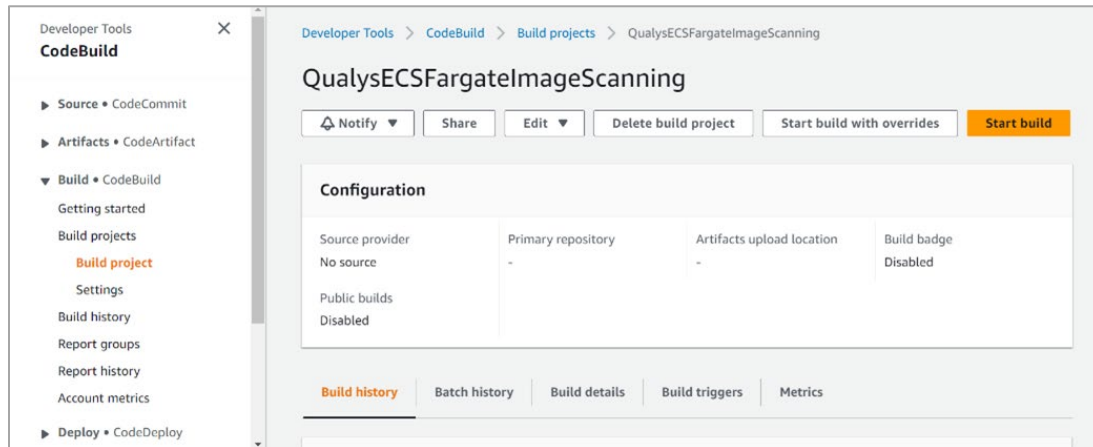 Developer Tools
CodeBuild
Source • CodeCommit
Artifacts • CodeArtifact
Build • CodeBuild
Getting started
Build projects
Build project
Settings
Build history
Report groups
Report history
Account metrics
Deploy • CodeDeploy
Developer Tools > CodeBuild > Build projects > QualysECSFargateImageScanning
QualysECSFargateImageScanning
Notify Share Edit Delete build project Start build with overrides Start build
Configuration
Source provider Primary repository Artifacts upload location Build badge
No source - - Disabled
Public builds
Disabled
Build history Batch history Build details Build triggers Metrics